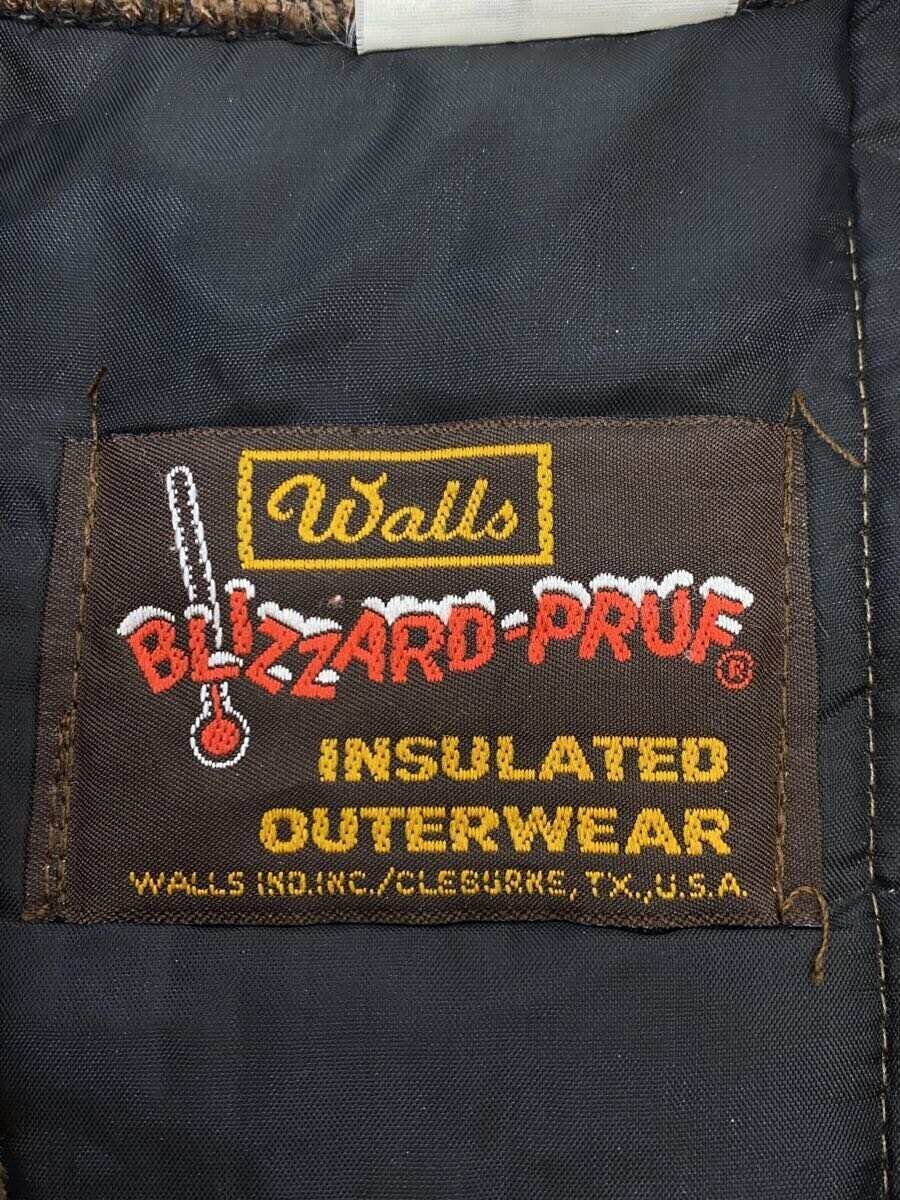 Walls
BLIZZARD-PRUF®
INSULATED
OUTERWEAR
WALLS IND.INC./CLEBURNE, TX., U.S.A.